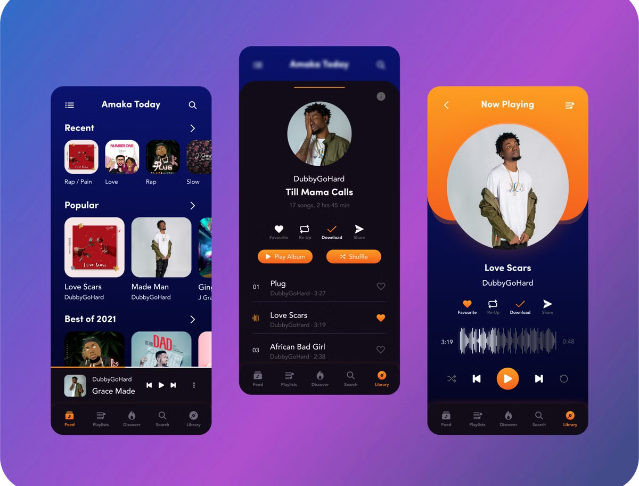 Amaka Today
Recent
Rap / Pain
Love
Rap
Slow
Popular
Love Scars
DubbyGoHard
Made Man
DubbyGoHard
Best of 2021
DAD
DubbyGoHard
Grace Made
Feed
Playlists
Discover
Search
Library
Amaka Today
DubbyGoHard
Till Mama Calls
17 songs, 2 hrs 45 min
Favourite
Re-Up
Download
Share
Play Album
Shuffle
01
Plug
DubbyGoHard · 3:27
Love Scars
DubbyGoHard · 3:19
03
African Bad Girl
DubbyGoHard · 2:38
Feed
Playlists
Discover
Search
Library
Now Playing
Love Scars
DubbyGoHard
Favourite
Re-Up
Download
Share
3:19
0:48
Feed
Playlists
Discover
Search
Library